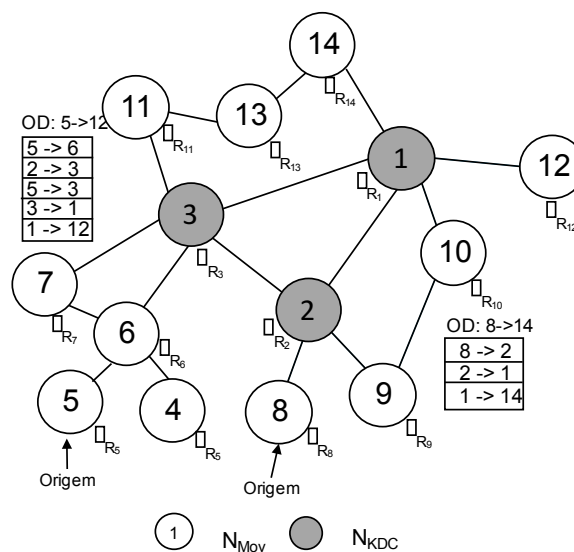 14
□R14
11
13
OD: 5->12
□R11
□R13
5 -> 6
2 -> 3
5 -> 3
3 -> 1
1 -> 12
1
□R1
12
□R12
3
□R3
10
□R10
7
□R7
6
□R6
2
□R2
OD: 8->14
8 -> 2
2 -> 1
1 -> 14
5
□R5
4
□R5
8
□R8
9
□R9
Origem
Origem
1
NMov
NKDC